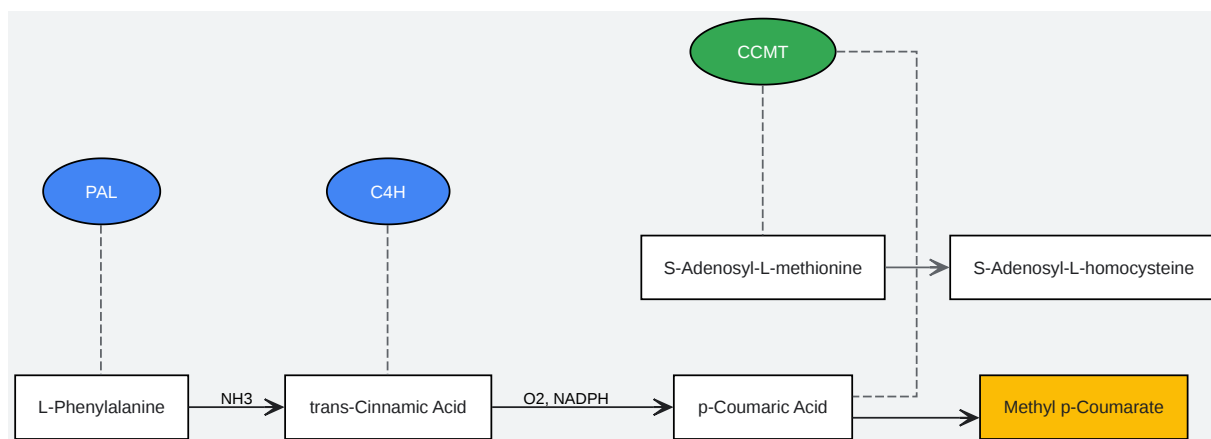 CCMT
PAL
C4H
S-Adenosyl-L-methionine
S-Adenosyl-L-homocysteine
L-Phenylalanine
NH3
trans-Cinnamic Acid
O2, NADPH
p-Coumaric Acid
Methyl p-Coumarate